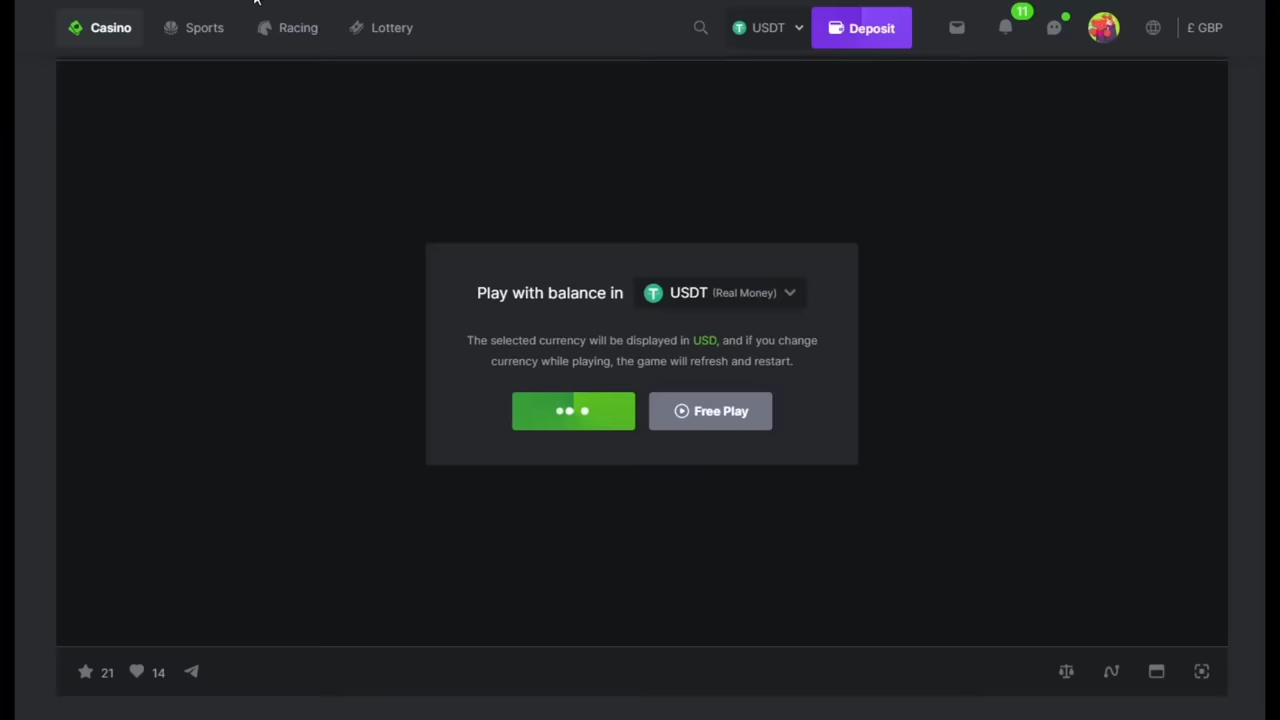 Casino Sports Racing Lottery USDT Deposit 11 £ GBP
Play with balance in USDT (Real Money)
The selected currency will be displayed in USD, and if you change
currency while playing, the game will refresh and restart.
Free Play
21 14